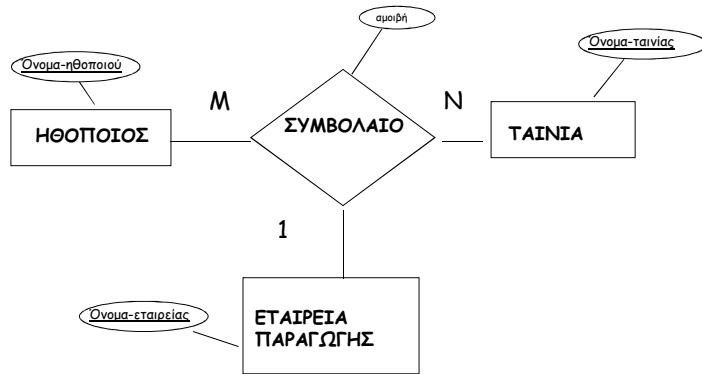 αμοιβή
Όνομα-ηθοποιού
Όνομα-ταινίας
Μ
Ν
ΗΘΟΠΟΙΟΣ
ΣΥΜΒΟΛΑΙΟ
ΤΑΙΝΙΑ
1
Όνομα-εταιρείας
ΕΤΑΙΡΕΙΑ
ΠΑΡΑΓΩΓΗΣ